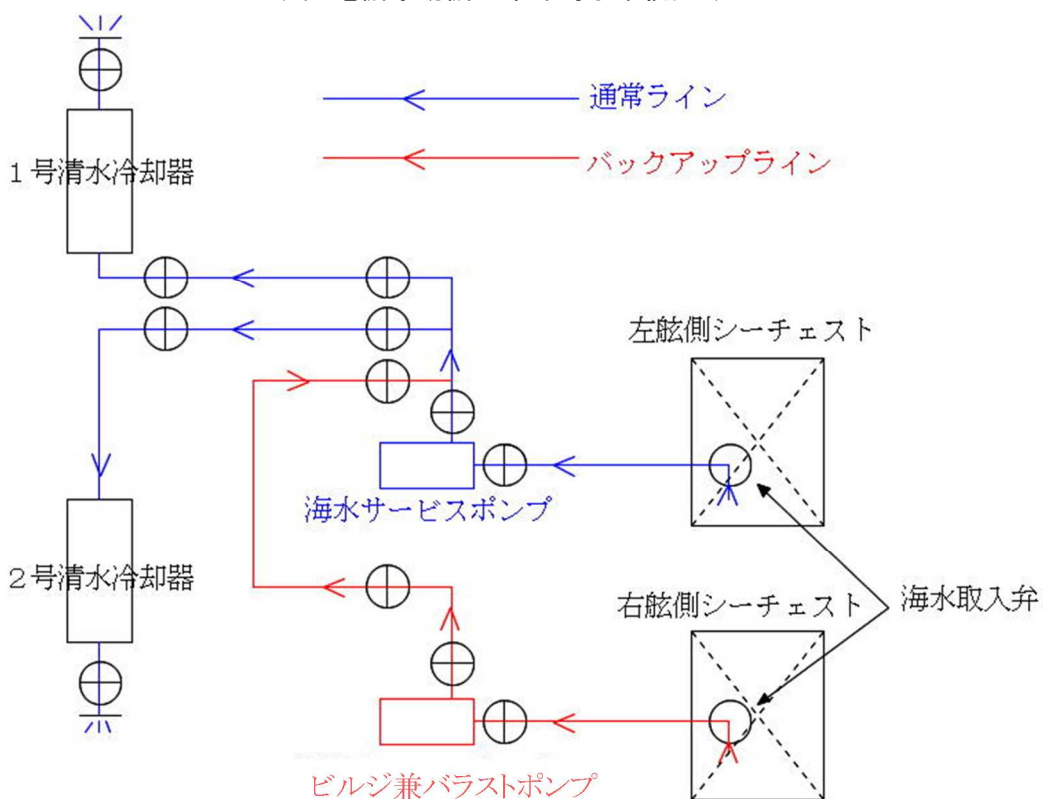 通常ライン
バックアップライン
1号清水冷却器
左舷側シーチェスト
海水サービスポンプ
2号清水冷却器
右舷側シーチェスト
海水取入弁
ビルジ兼バラストポンプ